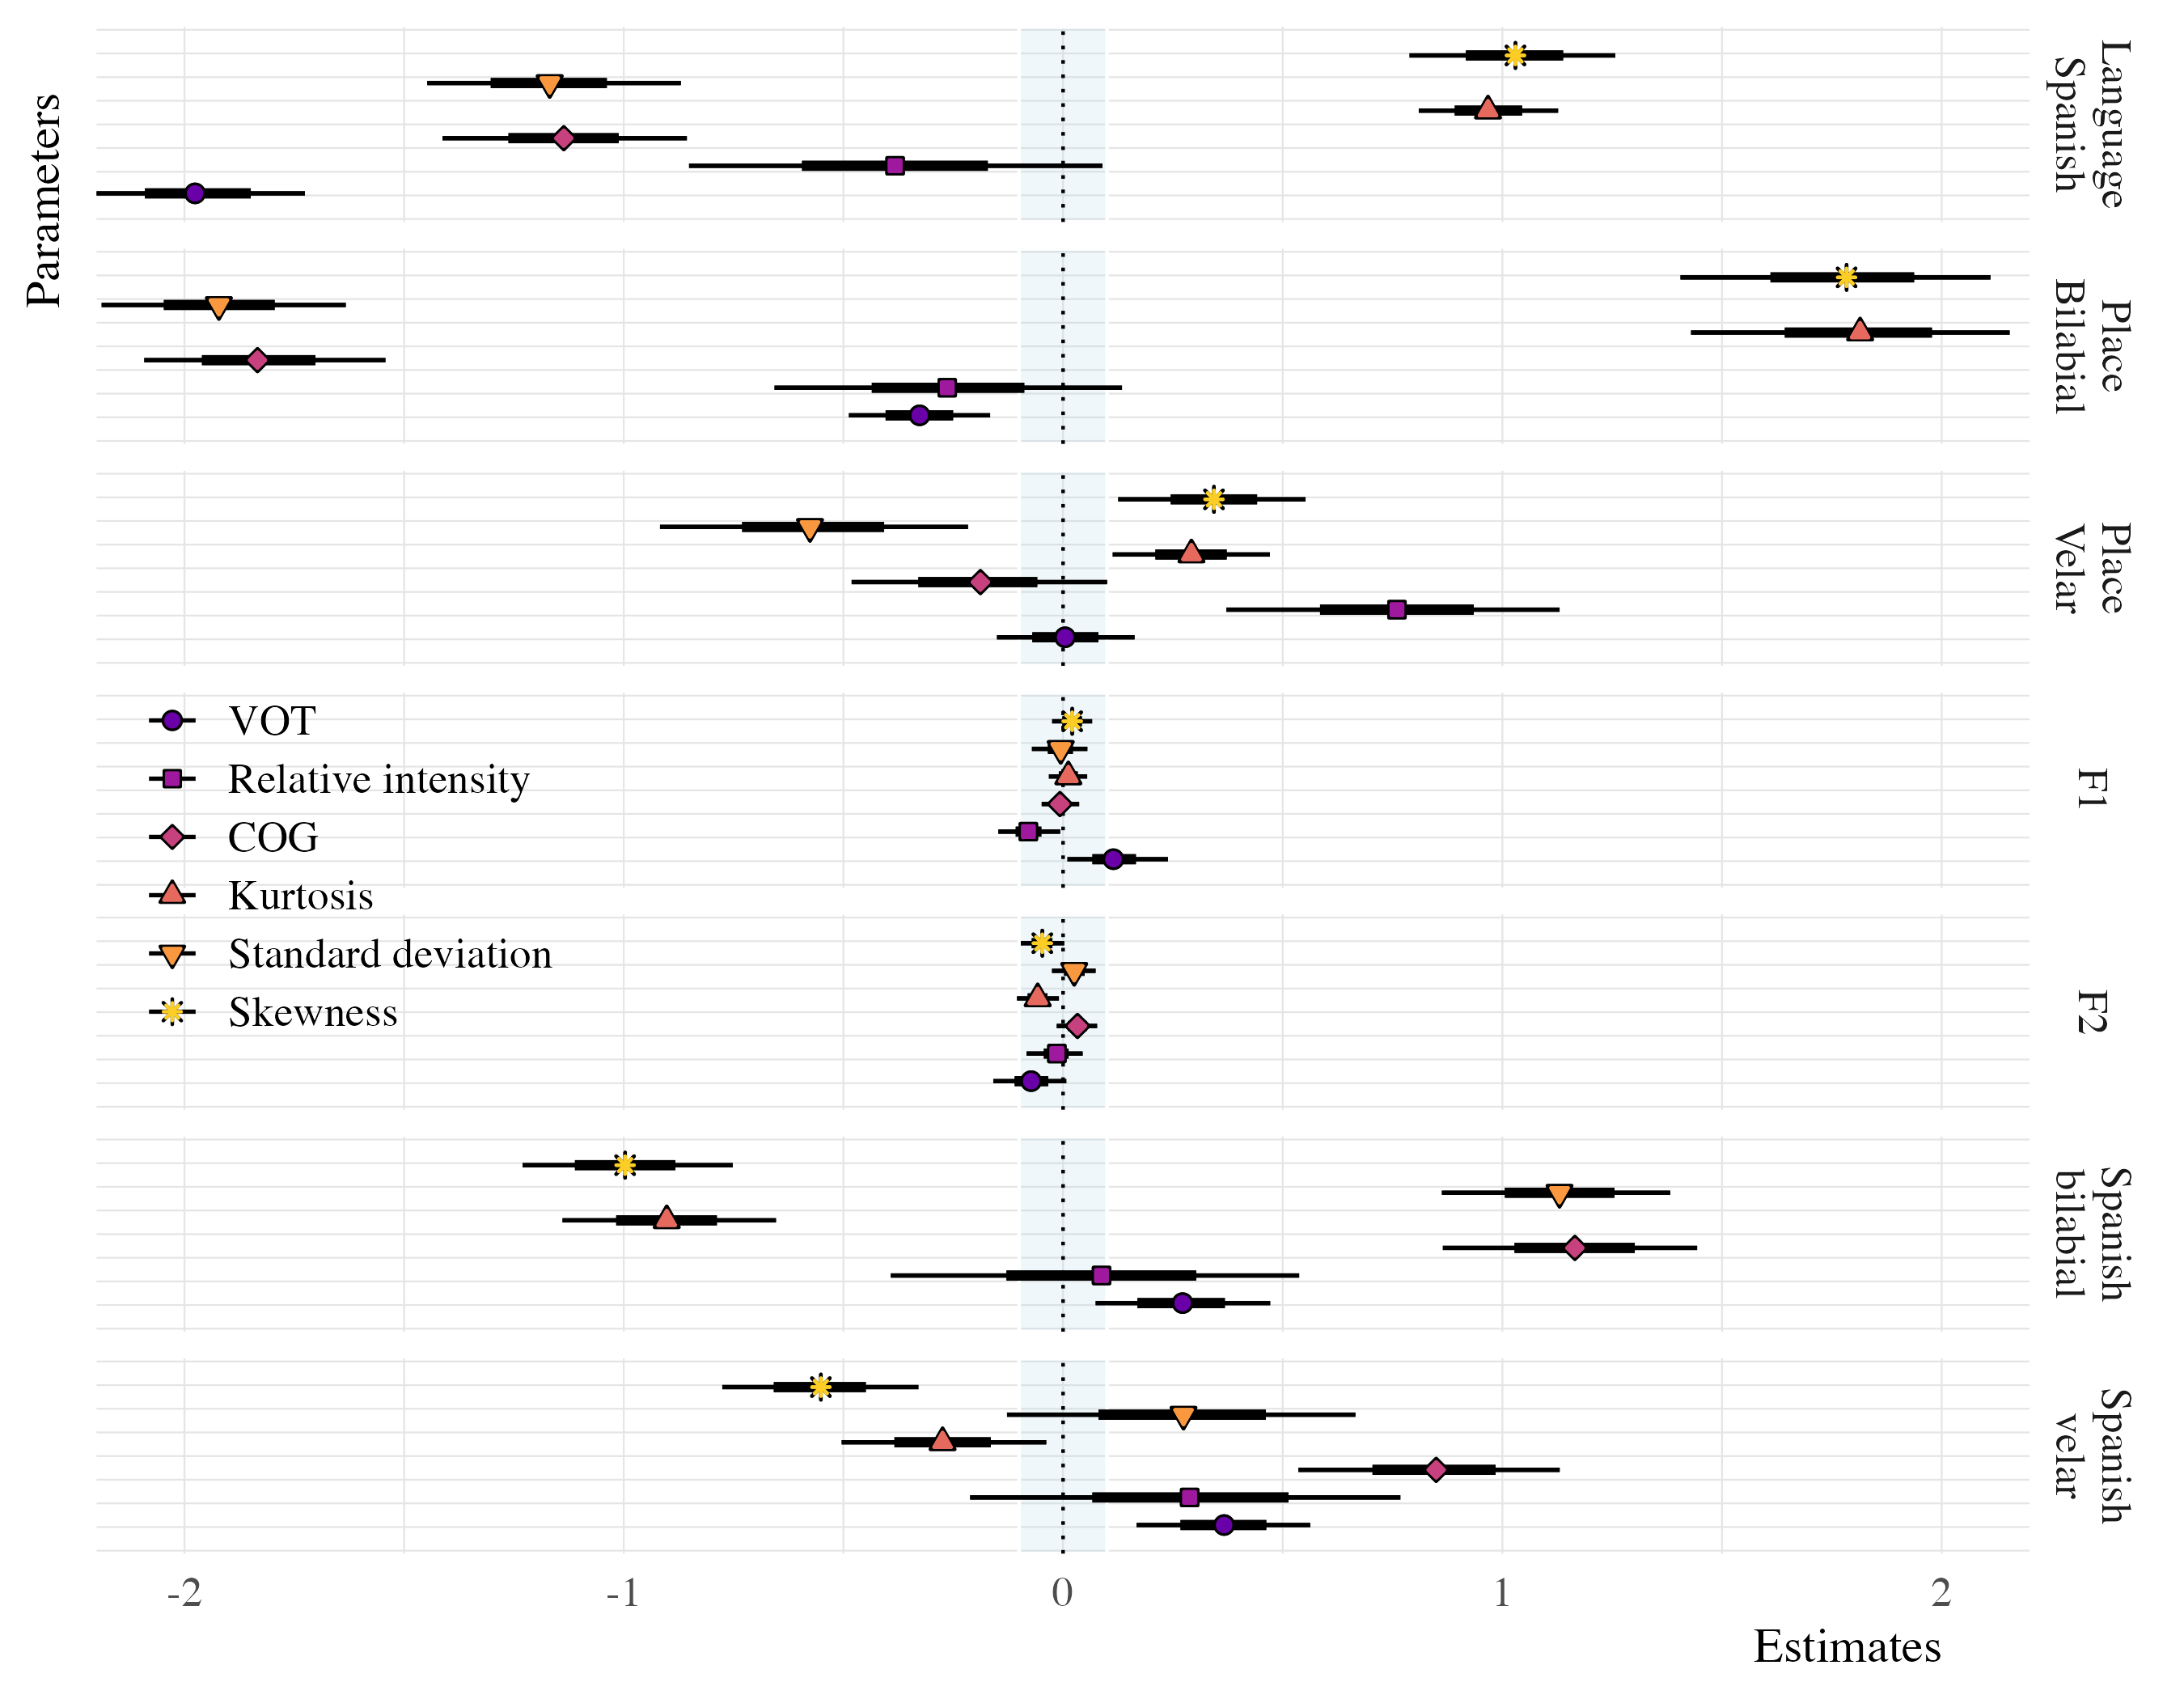 Parameters
Language
Spanish
Place
Bilabial
Place
Velar
F1
F2
Spanish
bilabial
Spanish
velar
VOT
Relative intensity
COG
Kurtosis
Standard deviation
Skewness
-2
-1
0
1
2
Estimates